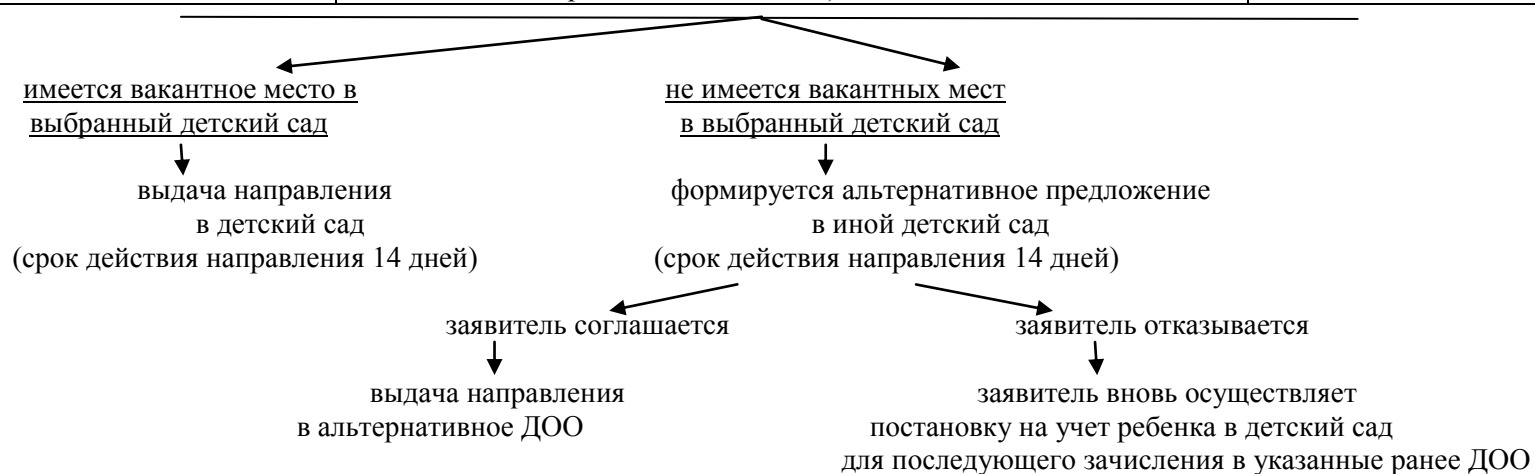 имеется вакантное место в
выбранный детский сад
не имеется вакантных мест
в выбранный детский сад
выдача направления
в детский сад
(срок действия направления 14 дней)
формируется альтернативное предложение
в иной детский сад
(срок действия направления 14 дней)
заявитель соглашается
заявитель отказывается
выдача направления
в альтернативное ДОО
заявитель вновь осуществляет
постановку на учет ребенка в детский сад
для последующего зачисления в указанные ранее ДОО